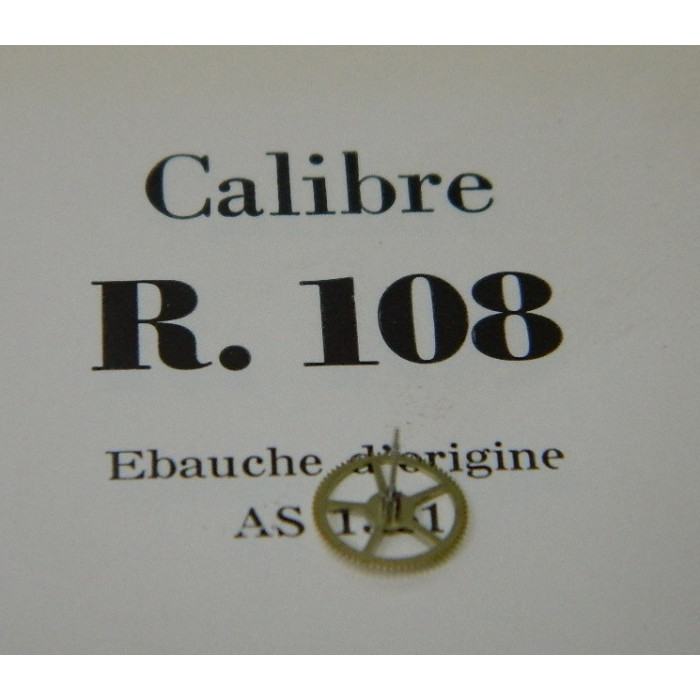 Calibre
R. 108
Ebauche d'origine
AS